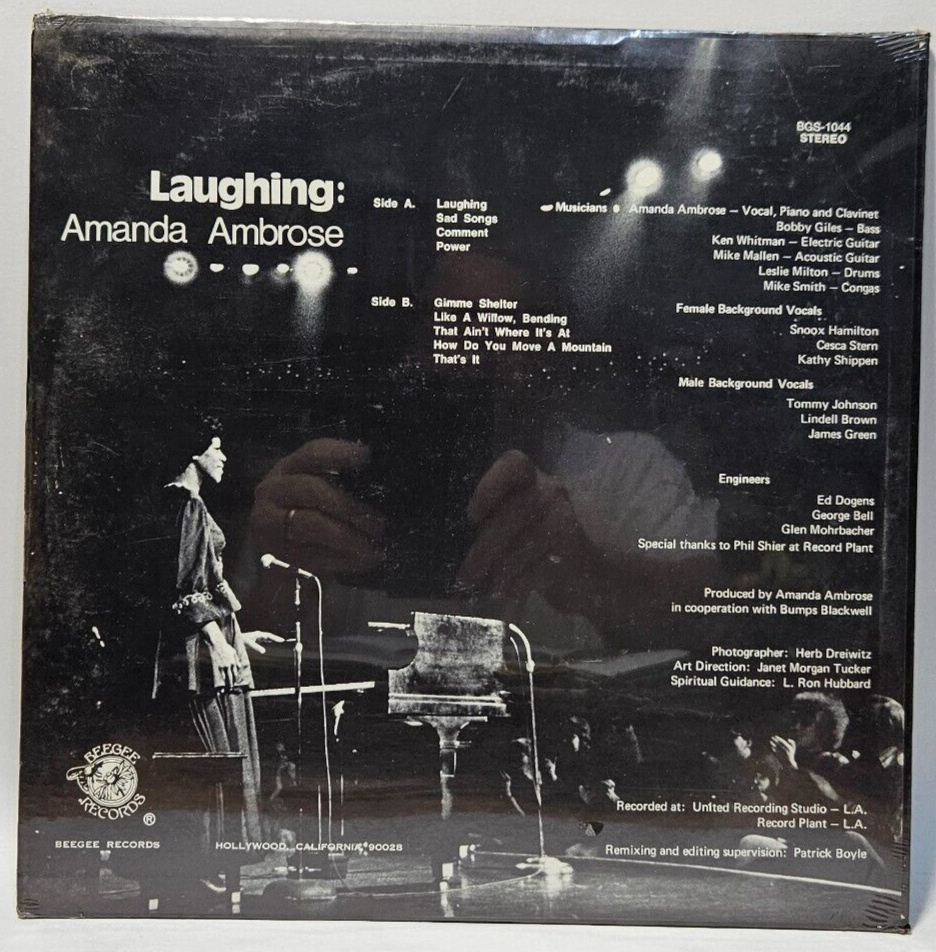 BGS-1044
STEREO
Laughing:
Amanda Ambrose
Side A. Laughing
Sad Songs
Comment
Power
Side B. Gimme Shelter
Like A Willow, Bending
That Ain't Where It's At
How Do You Move A Mountain
That's It
Musicians Amanda Ambrose — Vocal, Piano and Clavinet
Bobby Giles — Bass
Ken Whitman — Electric Guitar
Mike Mallen — Acoustic Guitar
Leslie Milton — Drums
Mike Smith — Congas
Female Background Vocals
Snoox Hamilton
Cesca Stern
Kathy Shippen
Male Background Vocals
Tommy Johnson
Lindell Brown
James Green
Engineers
Ed Dogens
George Bell
Glen Mohrbacher
Special thanks to Phil Shier at Record Plant
Produced by Amanda Ambrose
in cooperation with Bumps Blackwell
Photographer: Herb Dreiwitz
Art Direction: Janet Morgan Tucker
Spiritual Guidance: L. Ron Hubbard
BEEGEE
RECORDS
®
BEEGEE RECORDS HOLLYWOOD, CALIFORNIA 90028
Recorded at: United Recording Studio — L.A.
Record Plant — L.A.
Remixing and editing supervision: Patrick Boyle